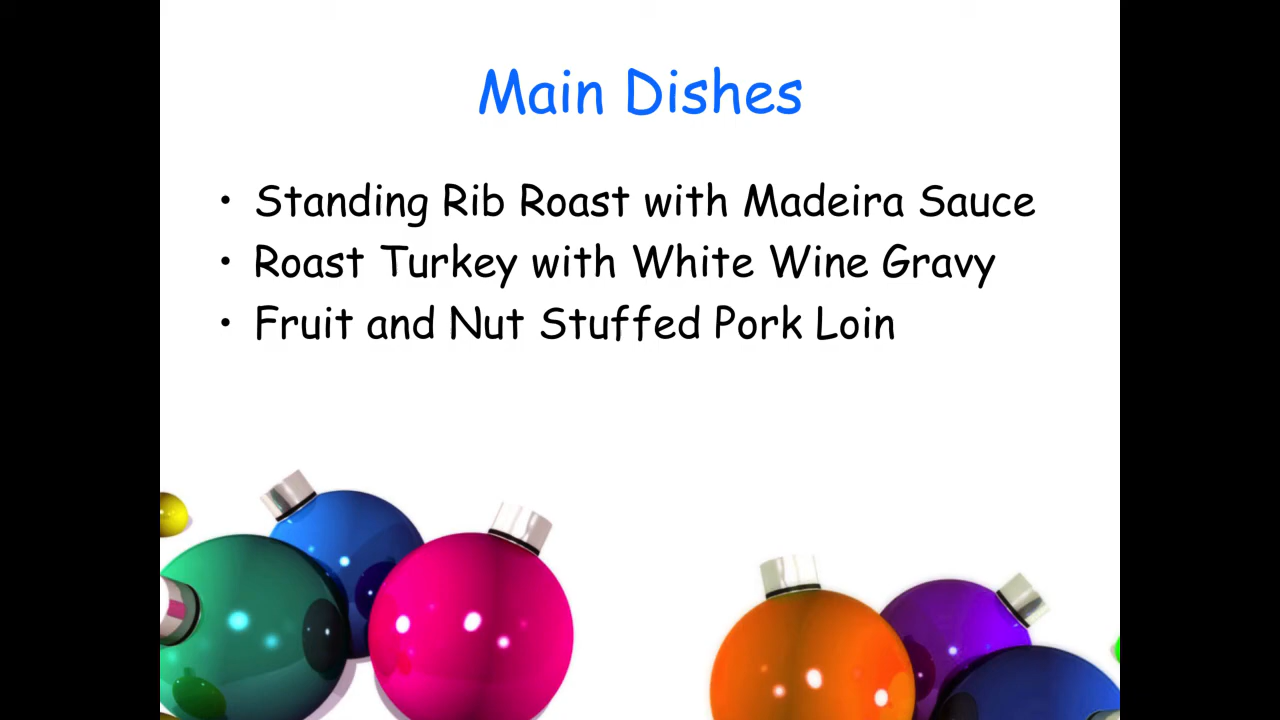 Main Dishes
• Standing Rib Roast with Madeira Sauce
• Roast Turkey with White Wine Gravy
• Fruit and Nut Stuffed Pork Loin